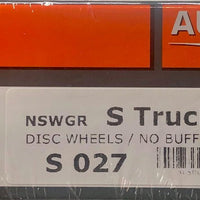 AU
NSWGR S Truc
DISC WHEELS / NO BUFF
S 027